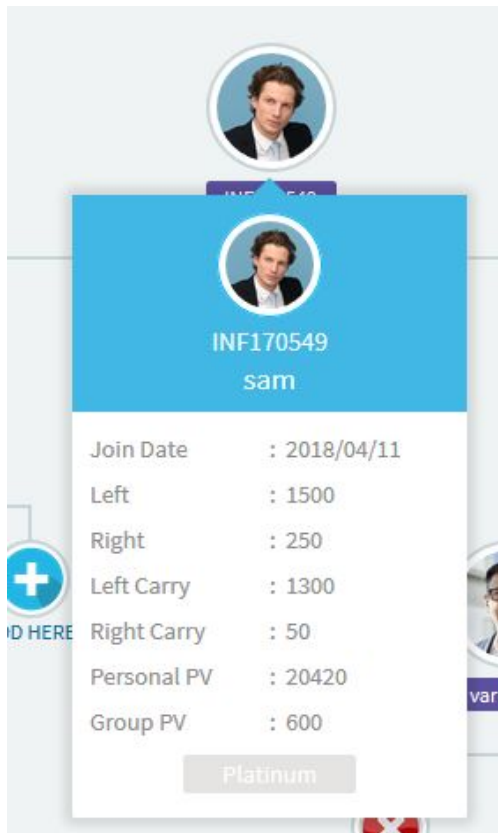 INF170549
sam
Join Date : 2018/04/11
Left : 1500
Right : 250
Left Carry : 1300
Right Carry : 50
Personal PV : 20420
Group PV : 600
Platinum
HERE
var